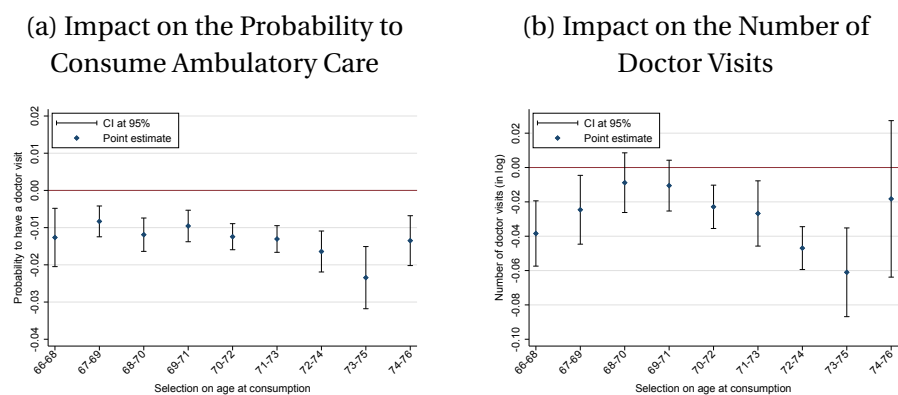 (a) Impact on the Probability to
Consume Ambulatory Care
CI at 95%
Point estimate
Probability to have a doctor visit
0.02
0.01
0.00
-0.01
-0.02
-0.03
-0.04
66-68
67-69
68-70
69-71
70-72
71-73
72-74
73-75
74-76
Selection on age at consumption
(b) Impact on the Number of
Doctor Visits
CI at 95%
Point estimate
Number of doctor visits (in log)
0.02
0.00
-0.02
-0.04
-0.06
-0.08
-0.10
66-68
67-69
68-70
69-71
70-72
71-73
72-74
73-75
74-76
Selection on age at consumption